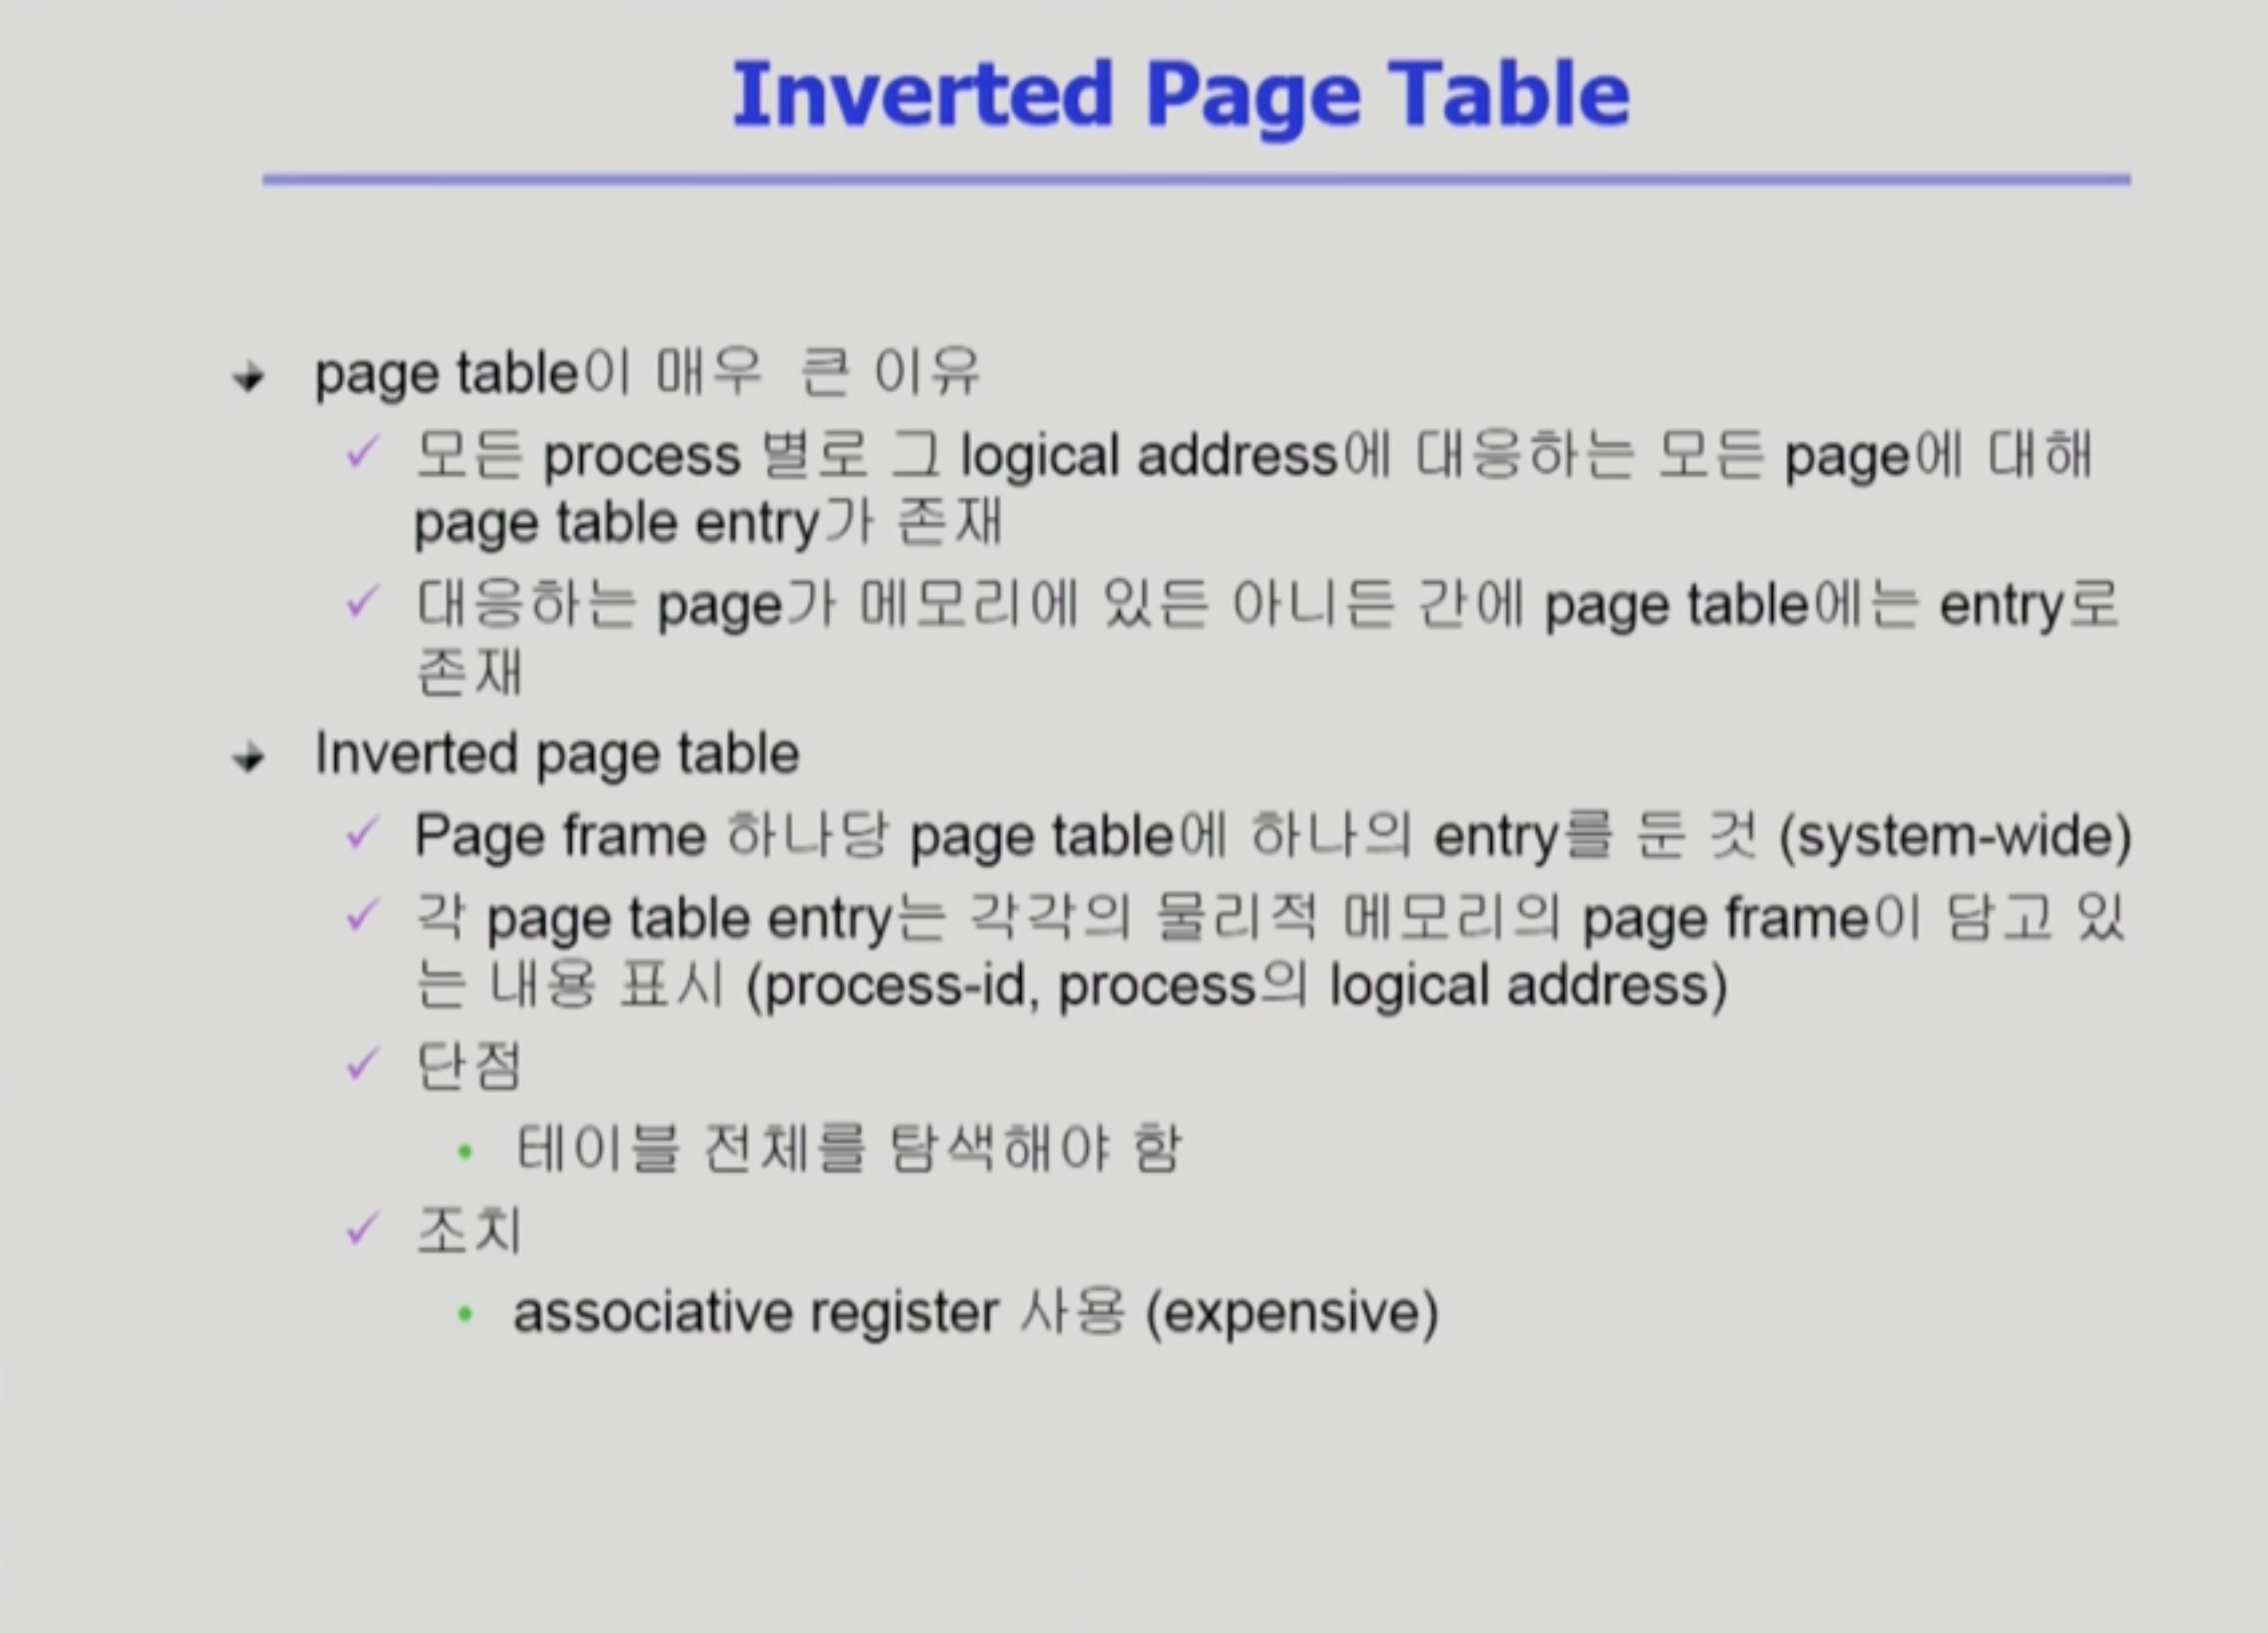 Inverted Page Table
page table이 매우 큰 이유
모든 process 별로 그 logical address에 대응하는 모든 page에 대해
page table entry가 존재
대응하는 page가 메모리에 있든 아니든 간에 page table에는 entry로
존재
Inverted page table
Page frame 하나당 page table에 하나의 entry를 둔 것 (system-wide)
각 page table entry는 각각의 물리적 메모리의 page frame이 담고 있
는 내용 표시 (process-id, process의 logical address)
단점
테이블 전체를 탐색해야 함
조치
associative register 사용 (expensive)